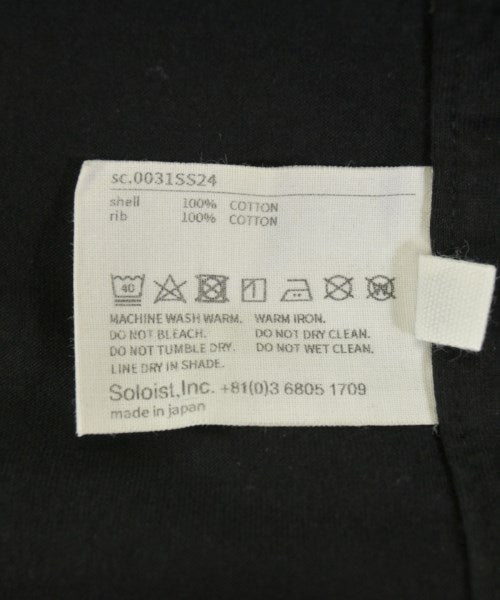 sc.0031SS24
shell 100% COTTON
rib 100% COTTON
40
MACHINE WASH WARM. WARM IRON.
DO NOT BLEACH. DO NOT DRY CLEAN.
DO NOT TUMBLE DRY. DO NOT WET CLEAN.
LINE DRY IN SHADE.
Soloist,Inc. +81(0)3 6805 1709
made in japan